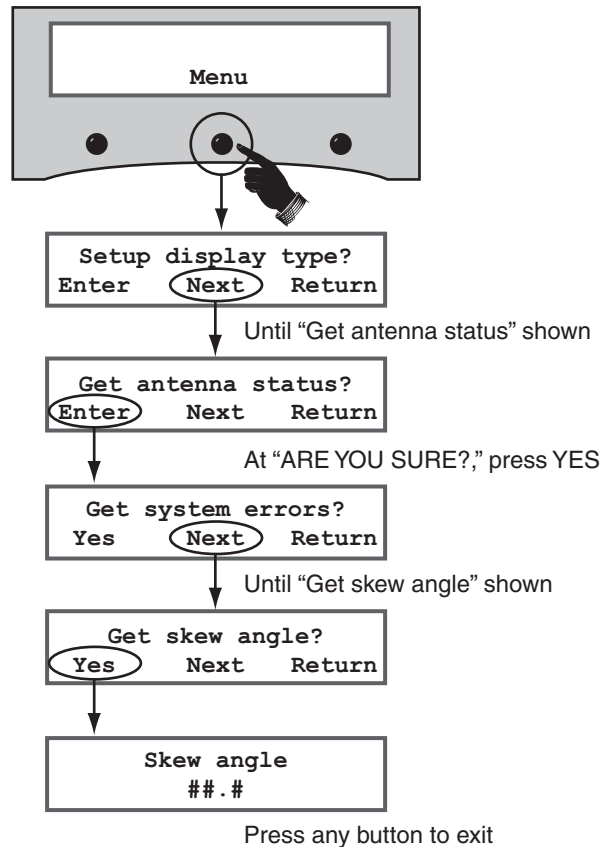 Menu
Setup display type?
Enter Next Return
Until “Get antenna status” shown
Get antenna status?
Enter Next Return
At “ARE YOU SURE?,” press YES
Get system errors?
Yes Next Return
Until “Get skew angle” shown
Get skew angle?
Yes Next Return
Skew angle
##.#
Press any button to exit